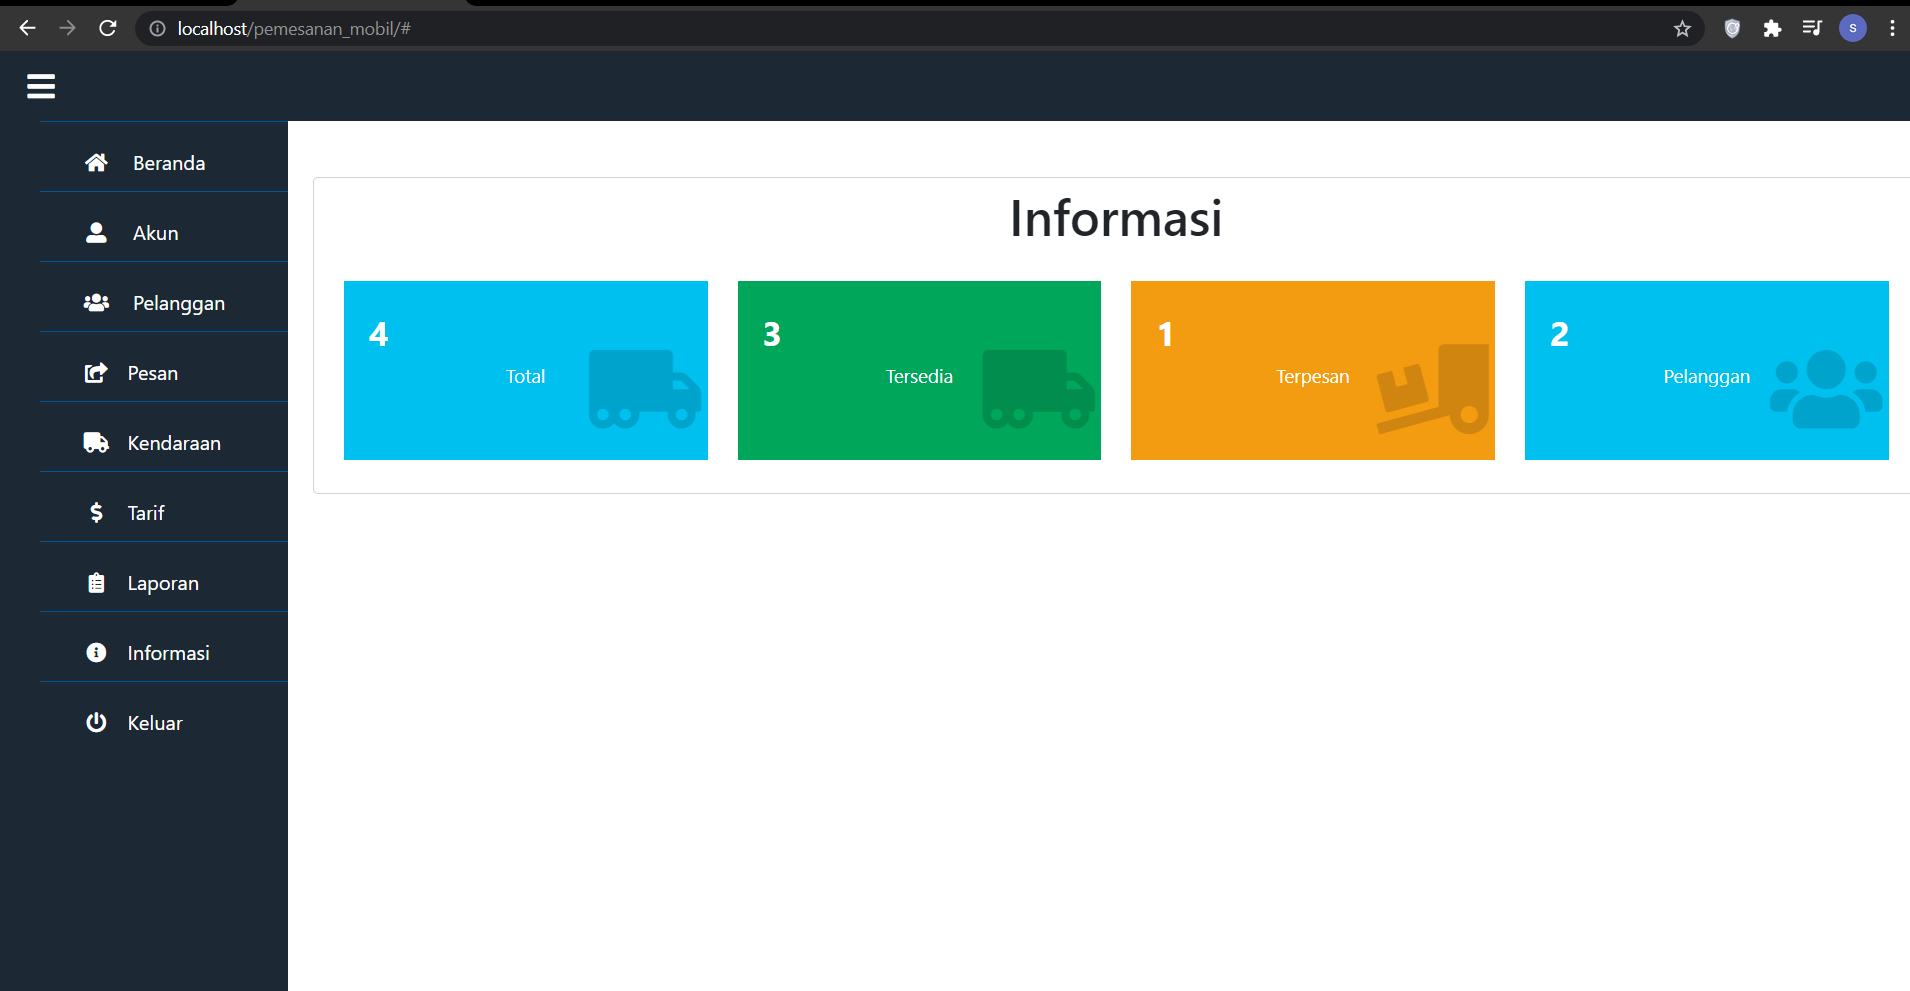 localhost/pemesanan_mobil/#
S
Beranda
Akun
Pelanggan
Pesan
Kendaraan
Tarif
Laporan
Informasi
Keluar
Informasi
4
Total
3
Tersedia
1
Terpesan
2
Pelanggan